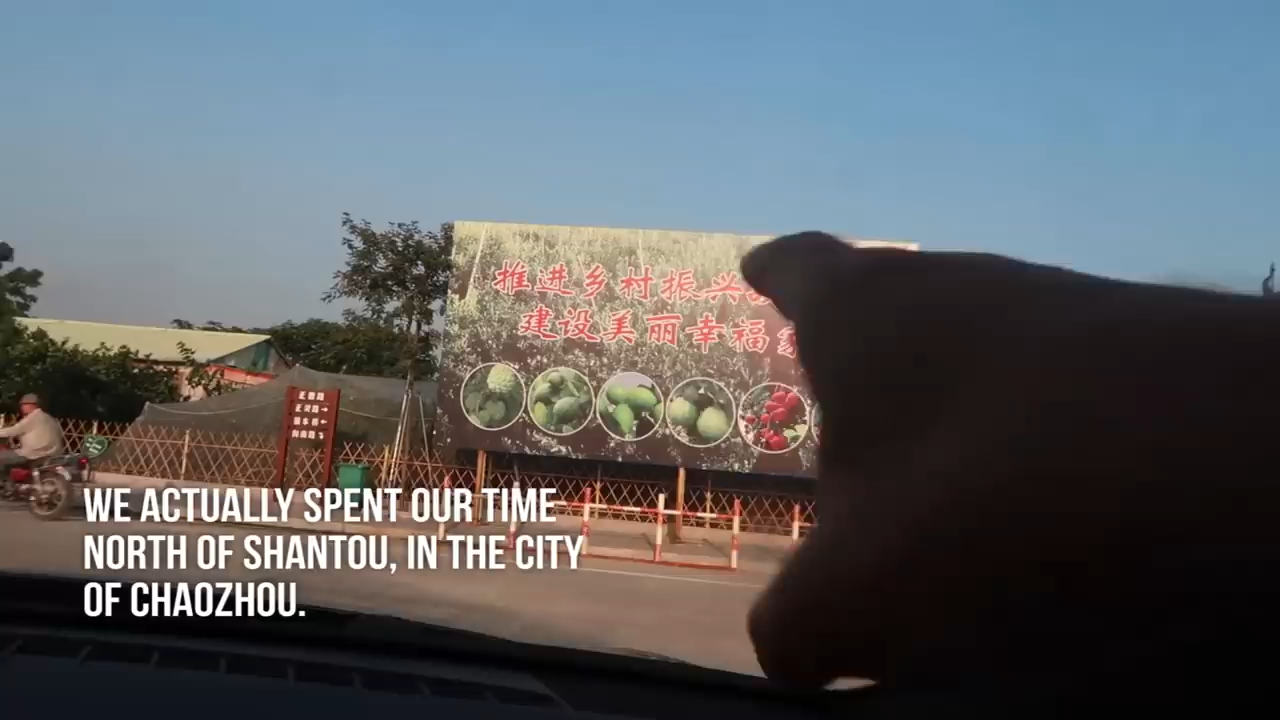 推进乡村振兴
建设美丽幸福
WE ACTUALLY SPENT OUR TIME
NORTH OF SHANTOU, IN THE CITY
OF CHAOZHOU.